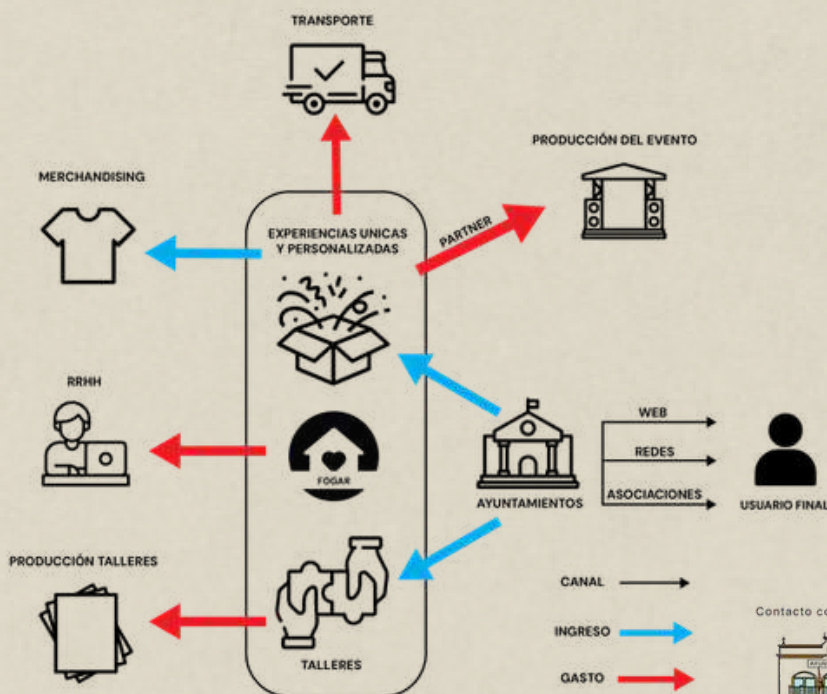 TRANSPORTE
PRODUCCIÓN DEL EVENTO
MERCHANDISING
EXPERIENCIAS UNICAS
Y PERSONALIZADAS
PARTNER
RRHH
FOGAR
WEB
REDES
ASOCIACIONES
AYUNTAMIENTOS
USUARIO FINAL
PRODUCCIÓN TALLERES
TALLERES
CANAL
INGRESO
GASTO
Contacto